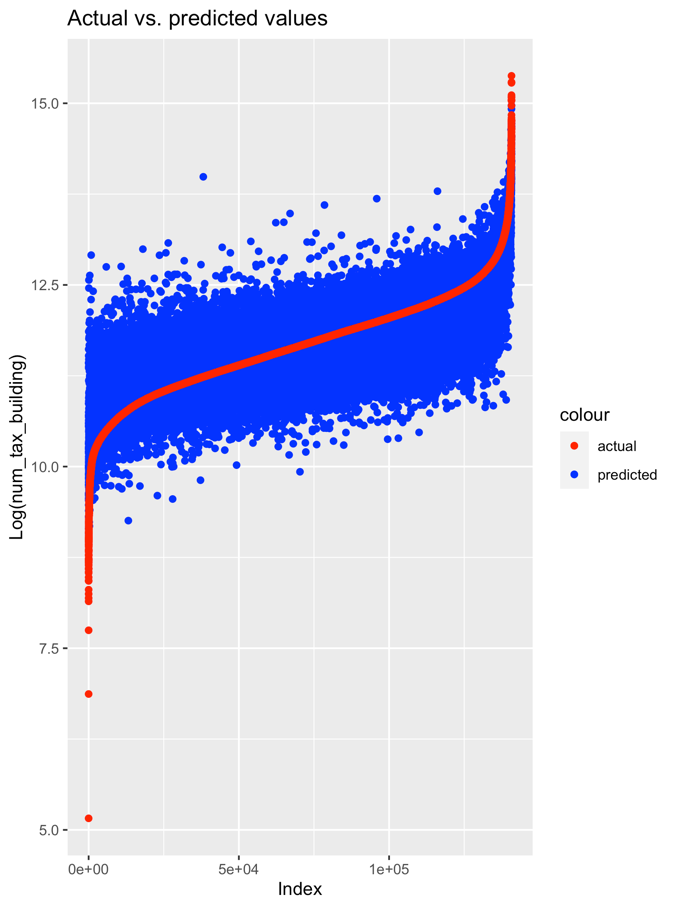 Actual vs. predicted values
15.0
12.5
10.0
7.5
5.0
Log(num_tax_building)
0e+00 5e+04 1e+05
Index
colour
actual
predicted